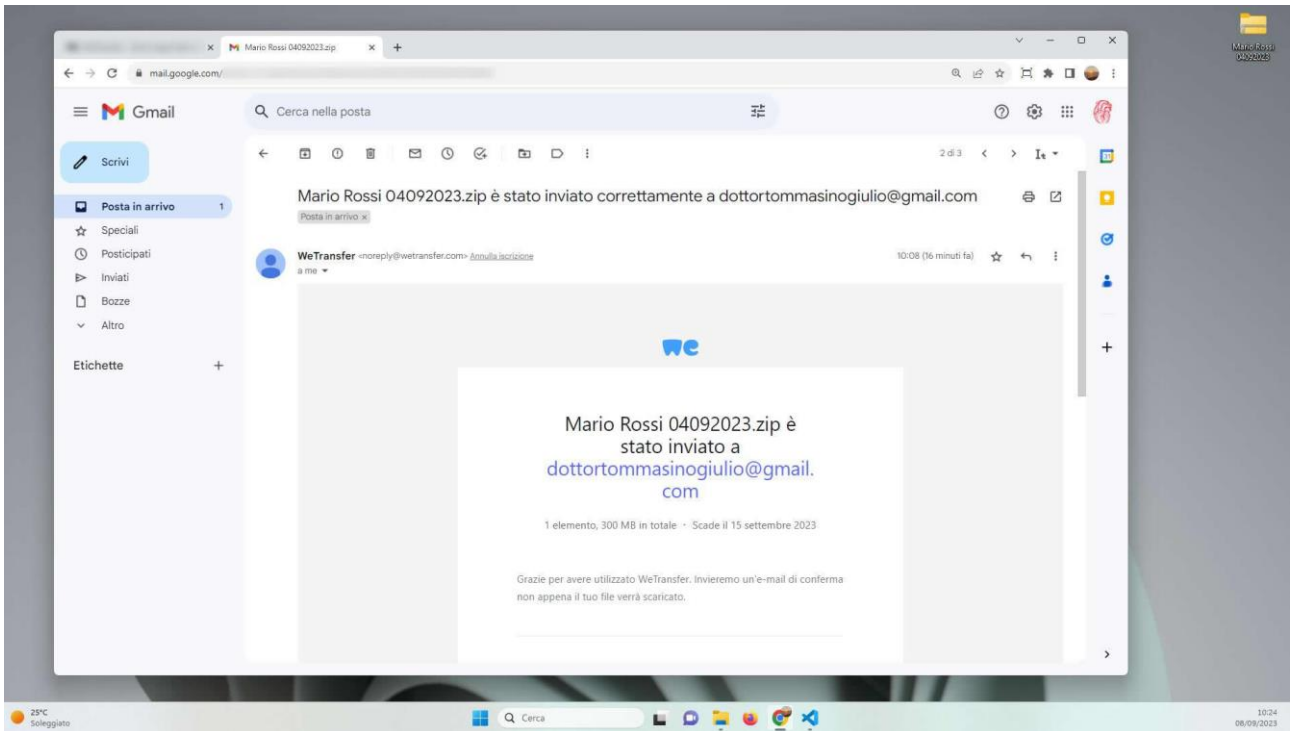 Mario Rossi 04092023.zip
mail.google.com/
Gmail
Cerca nella posta
Scrivi
2 di 3
Posta in arrivo 1
Speciali
Posticipati
Inviati
Bozze
Altro
Etichette
Mario Rossi 04092023.zip è stato inviato correttamente a dottortommasinogiulio@gmail.com
Posta in arrivo x
WeTransfer <noreply@wetransfer.com> Annulla iscrizione
10:08 (16 minuti fa)
a me
we
Mario Rossi 04092023.zip è
stato inviato a
dottortommasinogiulio@gmail.
com
1 elemento, 300 MB in totale · Scade il 15 settembre 2023
Grazie per avere utilizzato WeTransfer. Invieremo un'e-mail di conferma
non appena il tuo file verrà scaricato.
Mario Rossi
04092023
25°C
Soleggiato
Cerca
10:24
08/09/2023